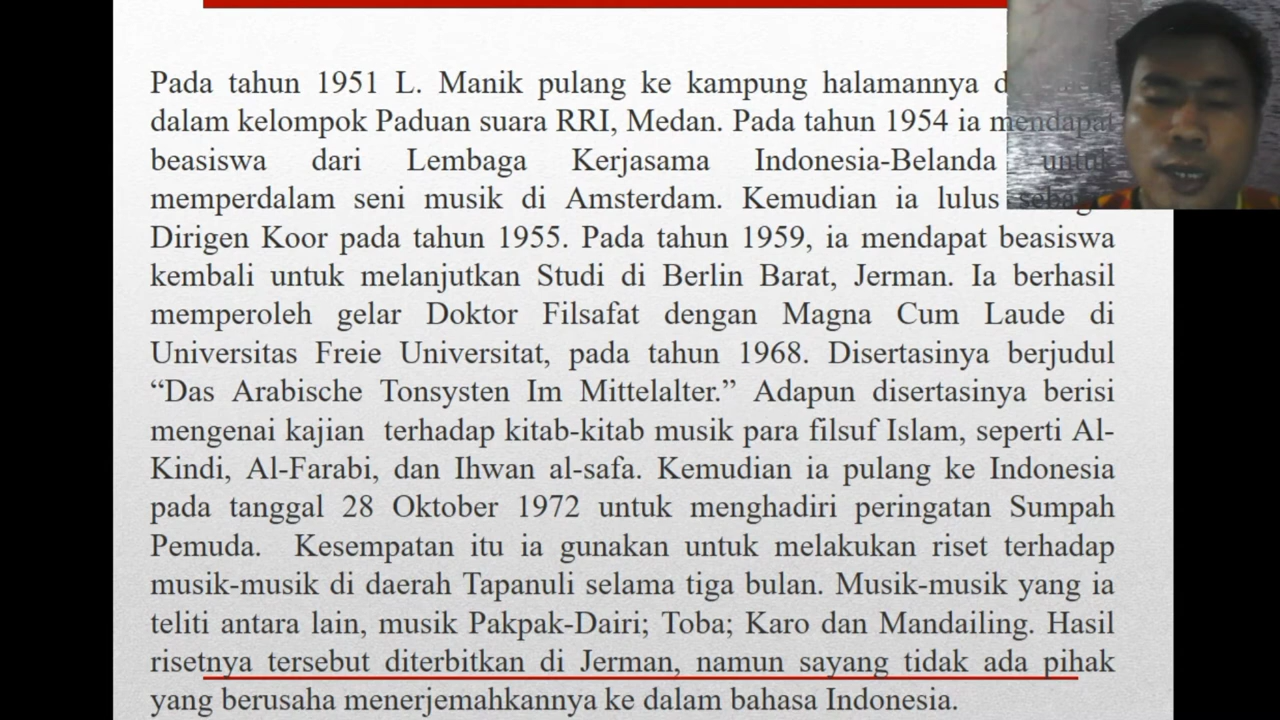 Pada tahun 1951 L. Manik pulang ke kampung halamannya
dalam kelompok Paduan suara RRI, Medan. Pada tahun 1954 ia mendapat
beasiswa dari Lembaga Kerjasama Indonesia-Belanda untuk
memperdalam seni musik di Amsterdam. Kemudian ia lulus
Dirigen Koor pada tahun 1955. Pada tahun 1959, ia mendapat beasiswa
kembali untuk melanjutkan Studi di Berlin Barat, Jerman. Ia berhasil
memperoleh gelar Doktor Filsafat dengan Magna Cum Laude di
Universitas Freie Universitat, pada tahun 1968. Disertasinya berjudul
“Das Arabische Tonsysten Im Mittelalter.” Adapun disertasinya berisi
mengenai kajian terhadap kitab-kitab musik para filsuf Islam, seperti Al-
Kindi, Al-Farabi, dan Ihwan al-safa. Kemudian ia pulang ke Indonesia
pada tanggal 28 Oktober 1972 untuk menghadiri peringatan Sumpah
Pemuda. Kesempatan itu ia gunakan untuk melakukan riset terhadap
musik-musik di daerah Tapanuli selama tiga bulan. Musik-musik yang ia
teliti antara lain, musik Pakpak-Dairi; Toba; Karo dan Mandailing. Hasil
risetnya tersebut diterbitkan di Jerman, namun sayang tidak ada pihak
yang berusaha menerjemahkannya ke dalam bahasa Indonesia.